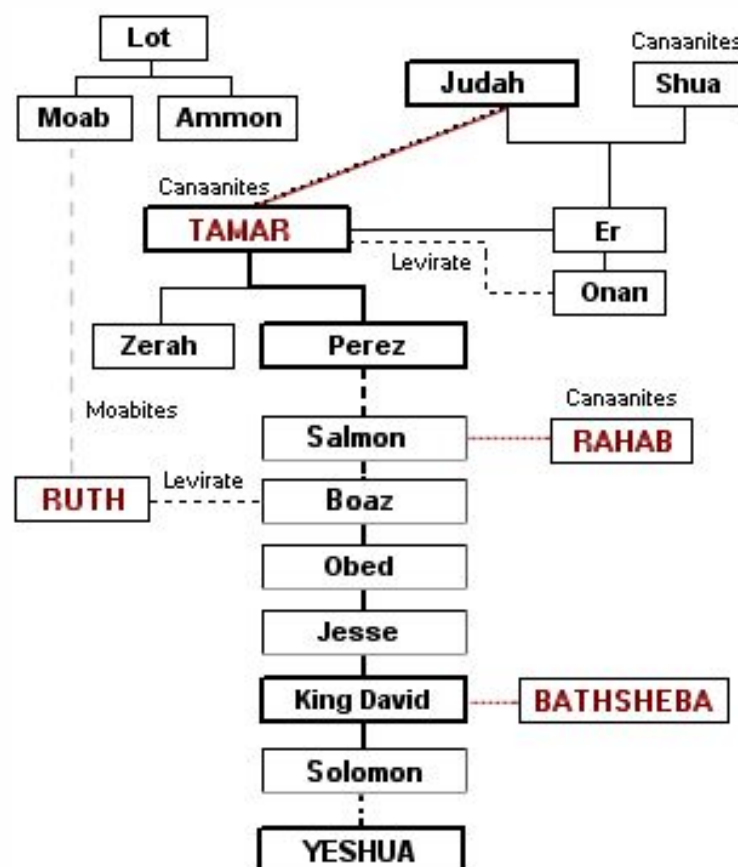 Lot
Canaanites
Judah
Shua
Moab
Ammon
Canaanites
TAMAR
Er
Levirate
Onan
Zerah
Perez
Moabites
Canaanites
Salmon
RAHAB
Levirate
RUTH
Boaz
Obed
Jesse
King David
BATHSHEBA
Solomon
YESHUA